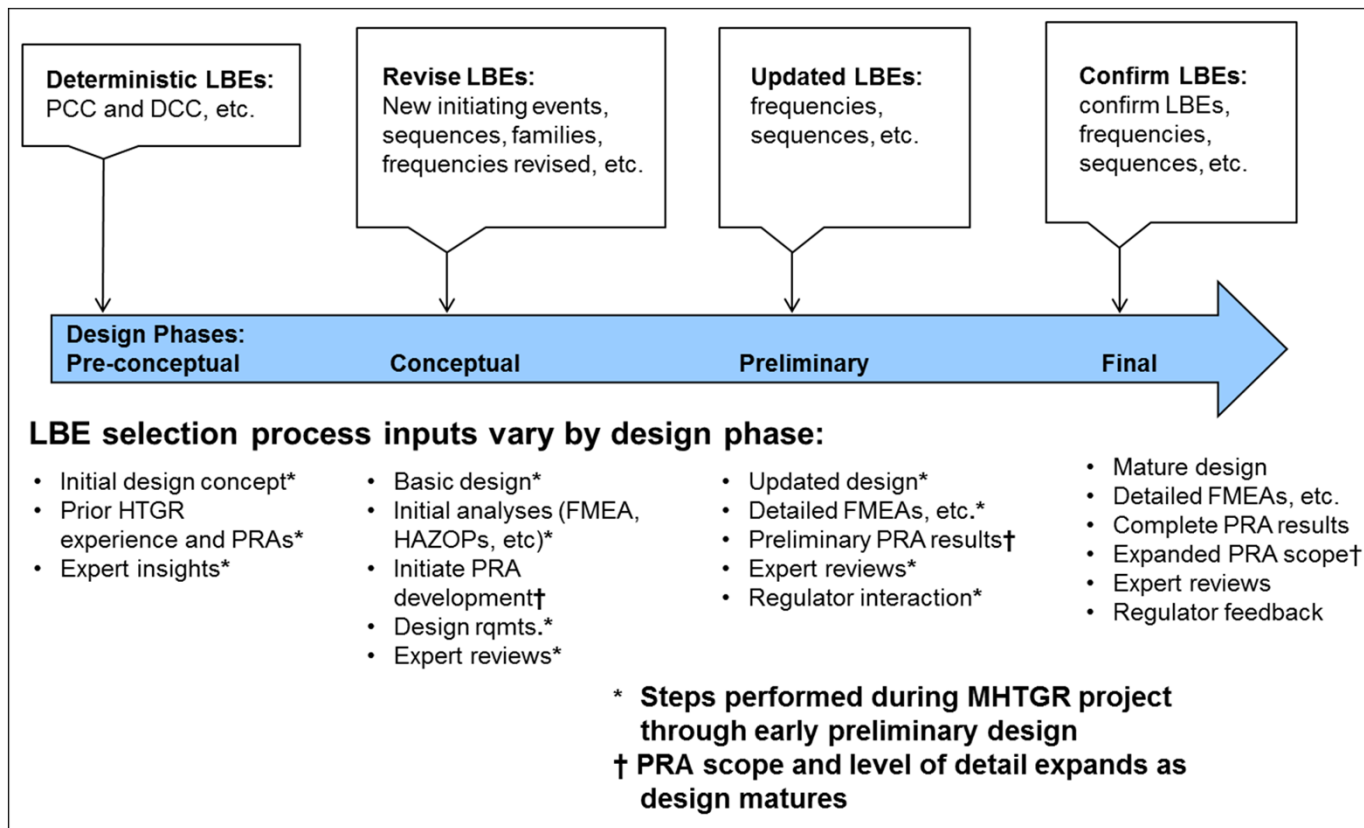 Deterministic LBEs:
PCC and DCC, etc.
Revise LBEs:
New initiating events,
sequences, families,
frequencies revised, etc.
Updated LBEs:
frequencies,
sequences, etc.
Confirm LBEs:
confirm LBEs,
frequencies,
sequences, etc.
Design Phases:
Pre-conceptual
Conceptual
Preliminary
Final
LBE selection process inputs vary by design phase:
• Initial design concept*
• Prior HTGR
experience and PRAs*
• Expert insights*
• Basic design*
• Initial analyses (FMEA,
HAZOPs, etc)*
• Initiate PRA
development†
• Design rqmts.*
• Expert reviews*
• Updated design*
• Detailed FMEAs, etc.*
• Preliminary PRA results†
• Expert reviews*
• Regulator interaction*
• Mature design
• Detailed FMEAs, etc.
• Complete PRA results
• Expanded PRA scope†
• Expert reviews
• Regulator feedback
* Steps performed during MHTGR project
through early preliminary design
† PRA scope and level of detail expands as
design matures